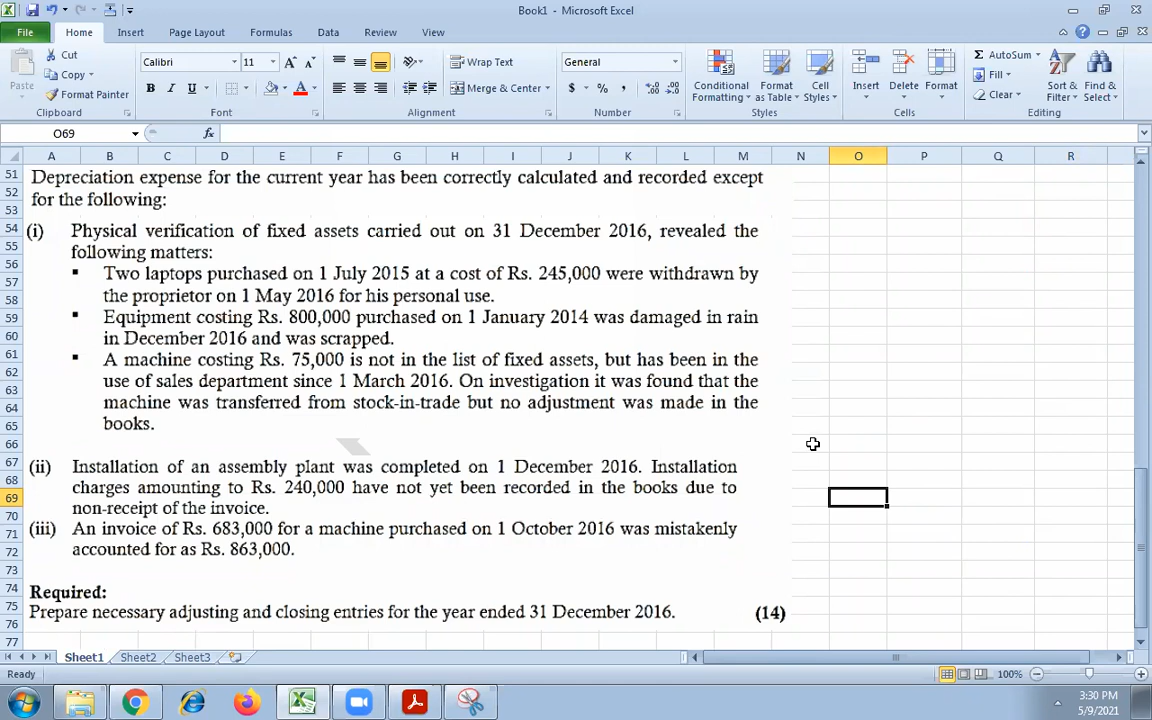 Book1 - Microsoft Excel
File Home Insert Page Layout Formulas Data Review View
Cut
Copy
Format Painter
Paste
Clipboard
Calibri 11
B I U
Font
Wrap Text
Merge & Center
Alignment
General
$ % ,
Number
Conditional Formatting
Format as Table
Cell Styles
Styles
Insert Delete Format
Cells
Σ AutoSum
Fill
Clear
Sort & Filter
Find & Select
Editing
O69 fx
A B C D E F G H I J K L M N O P Q R
51
52
53
54
55
56
57
58
59
60
61
62
63
64
65
66
67
68
69
70
71
72
73
74
75
76
77
Depreciation expense for the current year has been correctly calculated and recorded except
for the following:
(i) Physical verification of fixed assets carried out on 31 December 2016, revealed the
following matters:
▪ Two laptops purchased on 1 July 2015 at a cost of Rs. 245,000 were withdrawn by
the proprietor on 1 May 2016 for his personal use.
▪ Equipment costing Rs. 800,000 purchased on 1 January 2014 was damaged in rain
in December 2016 and was scrapped.
▪ A machine costing Rs. 75,000 is not in the list of fixed assets, but has been in the
use of sales department since 1 March 2016. On investigation it was found that the
machine was transferred from stock-in-trade but no adjustment was made in the
books.
(ii) Installation of an assembly plant was completed on 1 December 2016. Installation
charges amounting to Rs. 240,000 have not yet been recorded in the books due to
non-receipt of the invoice.
(iii) An invoice of Rs. 683,000 for a machine purchased on 1 October 2016 was mistakenly
accounted for as Rs. 863,000.
Required:
Prepare necessary adjusting and closing entries for the year ended 31 December 2016. (14)
Sheet1 Sheet2 Sheet3
Ready 100%
3:30 PM
5/9/2021